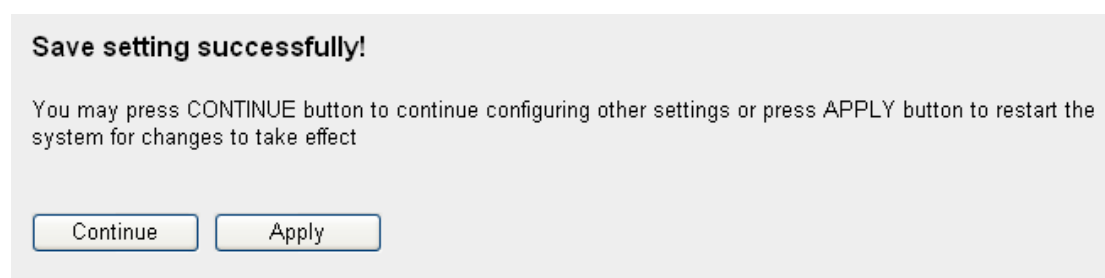 Save setting successfully!
You may press CONTINUE button to continue configuring other settings or press APPLY button to restart the
system for changes to take effect
Continue Apply